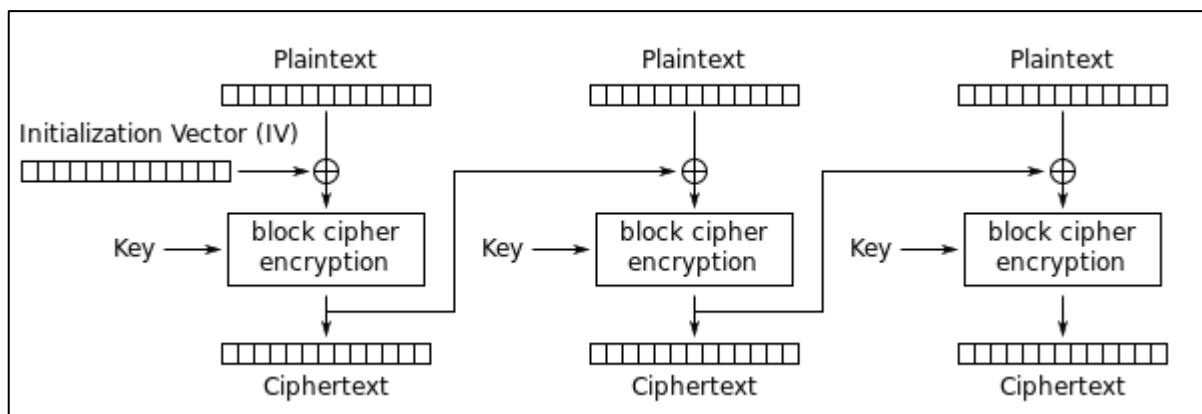 Plaintext
Plaintext
Plaintext
Initialization Vector (IV)
Key
block cipher
encryption
Key
block cipher
encryption
Key
block cipher
encryption
Ciphertext
Ciphertext
Ciphertext